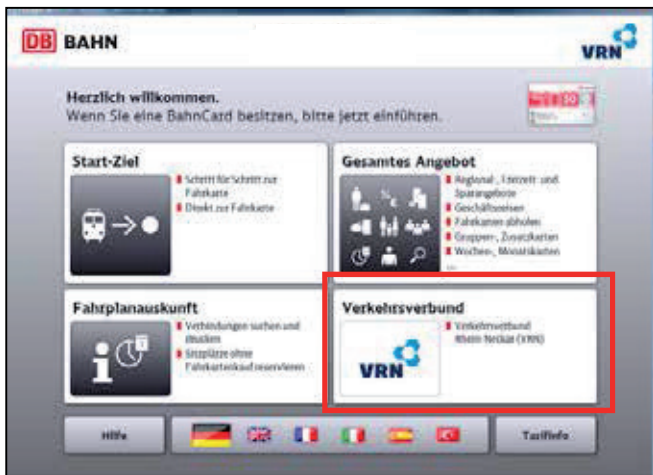 DB BAHN
VRN
Herzlich willkommen.
Wenn Sie eine BahnCard besitzen, bitte jetzt einführen.
50
Start-Ziel
Schritt für Schritt zur
Fahrkarte
Direkt zur Fahrkarte
Gesamtes Angebot
Regional-, Freizeit- und
Sparangebote
Geschäftsreisen
Fahrkarten abholen
Gruppen-, Zusatzkarten
Wochen-, Monatskarten
...
Fahrplanauskunft
Verbindungen suchen und
drucken
Sitzplätze ohne
Fahrkartenkauf reservieren
Verkehrsverbund
VRN
Verkehrsverbund
Rhein-Neckar (VRN)
Hilfe
Tarifinfo